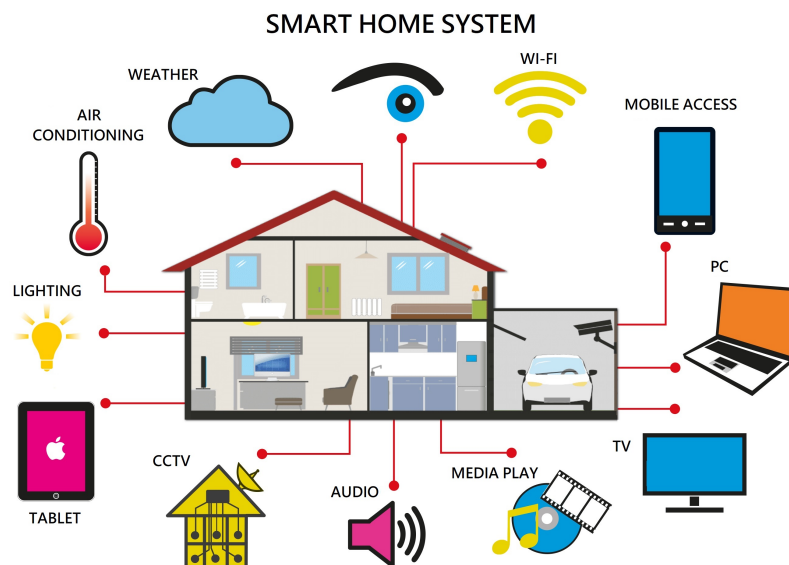 SMART HOME SYSTEM
WEATHER
WI-FI
MOBILE ACCESS
AIR
CONDITIONING
PC
LIGHTING
TV
CCTV
MEDIA PLAY
AUDIO
TABLET